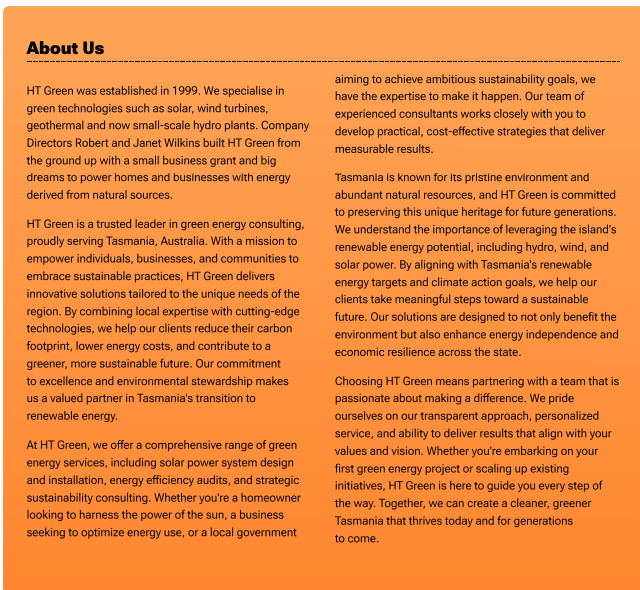 About Us
HT Green was established in 1999. We specialise in
green technologies such as solar, wind turbines,
geothermal and now small-scale hydro plants. Company
Directors Robert and Janet Wilkins built HT Green from
the ground up with a small business grant and big
dreams to power homes and businesses with energy
derived from natural sources.
HT Green is a trusted leader in green energy consulting,
proudly serving Tasmania, Australia. With a mission to
empower individuals, businesses, and communities to
embrace sustainable practices, HT Green delivers
innovative solutions tailored to the unique needs of the
region. By combining local expertise with cutting-edge
technologies, we help our clients reduce their carbon
footprint, lower energy costs, and contribute to a
greener, more sustainable future. Our commitment
to excellence and environmental stewardship makes
us a valued partner in Tasmania's transition to
renewable energy.
At HT Green, we offer a comprehensive range of green
energy services, including solar power system design
and installation, energy efficiency audits, and strategic
sustainability consulting. Whether you're a homeowner
looking to harness the power of the sun, a business
seeking to optimize energy use, or a local government
aiming to achieve ambitious sustainability goals, we
have the expertise to make it happen. Our team of
experienced consultants works closely with you to
develop practical, cost-effective strategies that deliver
measurable results.
Tasmania is known for its pristine environment and
abundant natural resources, and HT Green is committed
to preserving this unique heritage for future generations.
We understand the importance of leveraging the island's
renewable energy potential, including hydro, wind, and
solar power. By aligning with Tasmania's renewable
energy targets and climate action goals, we help our
clients take meaningful steps toward a sustainable
future. Our solutions are designed to not only benefit the
environment but also enhance energy independence and
economic resilience across the state.
Choosing HT Green means partnering with a team that is
passionate about making a difference. We pride
ourselves on our transparent approach, personalized
service, and ability to deliver results that align with your
values and vision. Whether you're embarking on your
first green energy project or scaling up existing
initiatives, HT Green is here to guide you every step of
the way. Together, we can create a cleaner, greener
Tasmania that thrives today and for generations
to come.